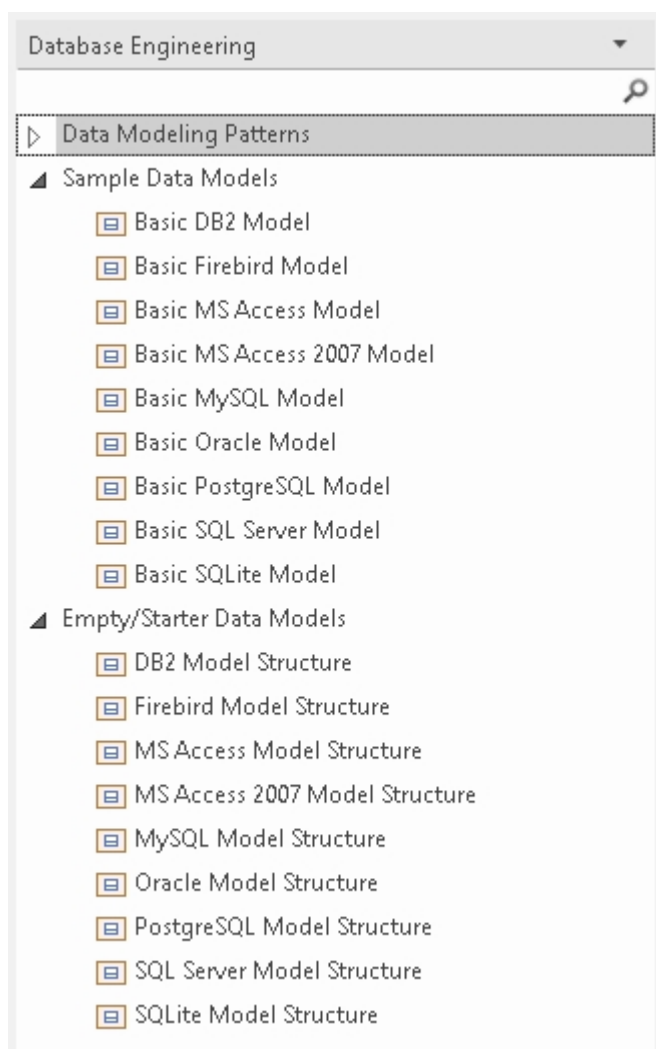 Database Engineering
Data Modeling Patterns
Sample Data Models
Basic DB2 Model
Basic Firebird Model
Basic MS Access Model
Basic MS Access 2007 Model
Basic MySQL Model
Basic Oracle Model
Basic PostgreSQL Model
Basic SQL Server Model
Basic SQLite Model
Empty/Starter Data Models
DB2 Model Structure
Firebird Model Structure
MS Access Model Structure
MS Access 2007 Model Structure
MySQL Model Structure
Oracle Model Structure
PostgreSQL Model Structure
SQL Server Model Structure
SQLite Model Structure